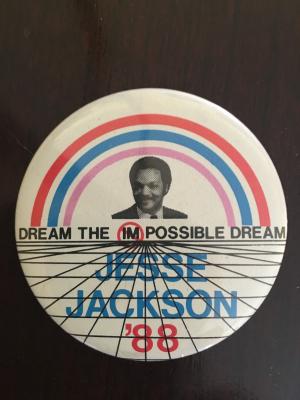 DREAM THE IMPOSSIBLE DREAM
JESSE
JACKSON
'88